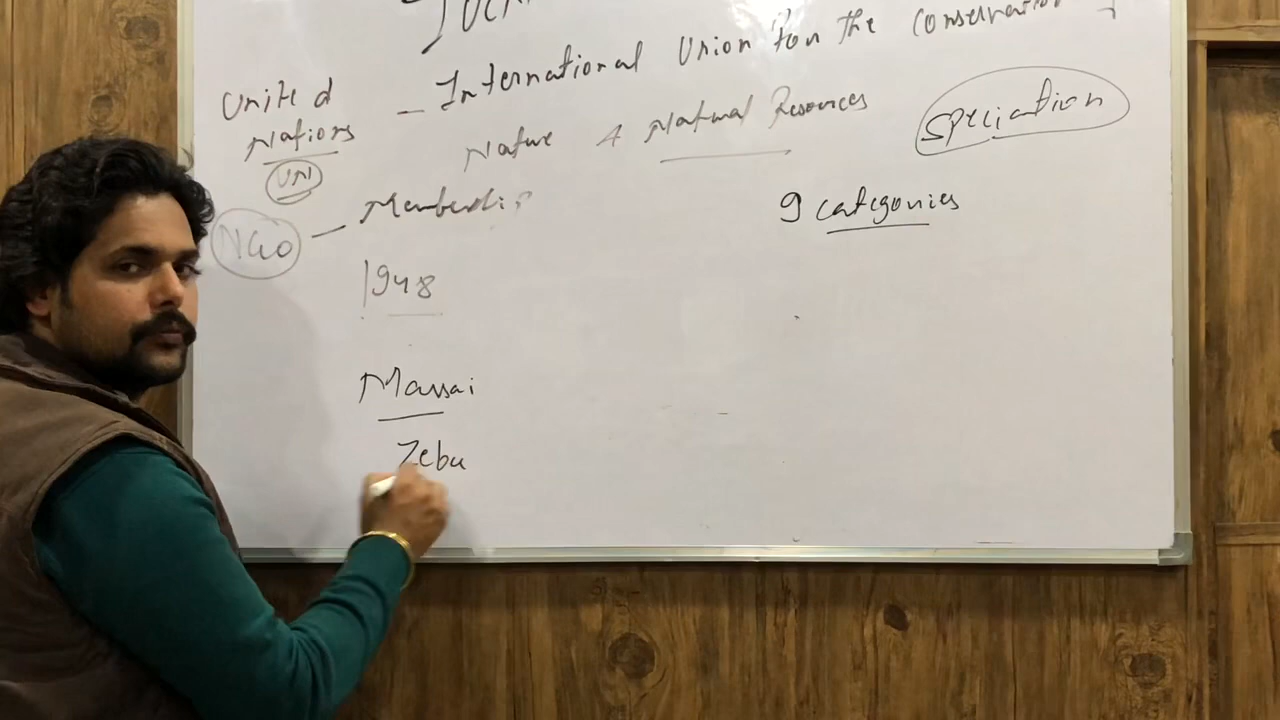 IUCN
— International Union for the Conservation of
Nature & Natural Resources
United
Nations
UN
Speciation
NGO — Membership
9 categories
1948
Massai
Zebu